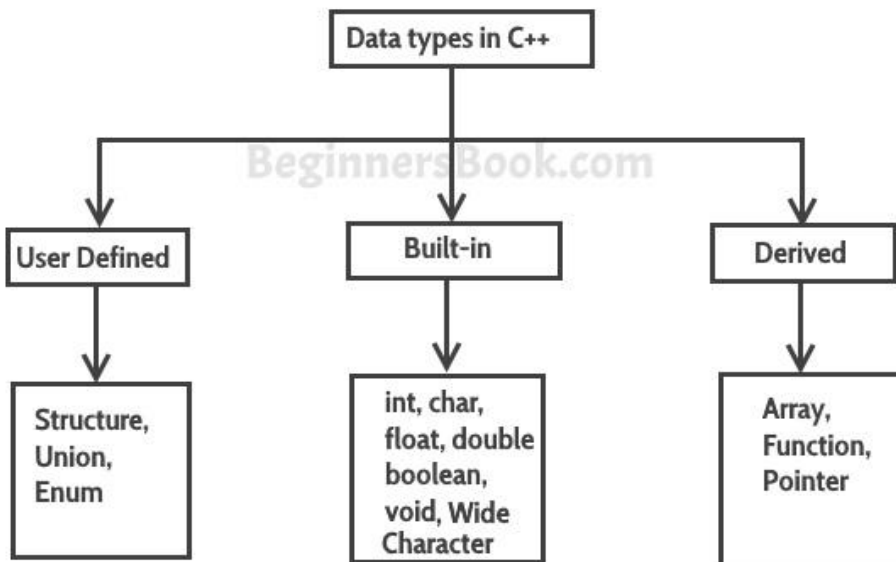 Data types in C++
BeginnersBook.com
User Defined
Built-in
Derived
Structure,
Union,
Enum
int, char,
float, double
boolean,
void, Wide
Character
Array,
Function,
Pointer